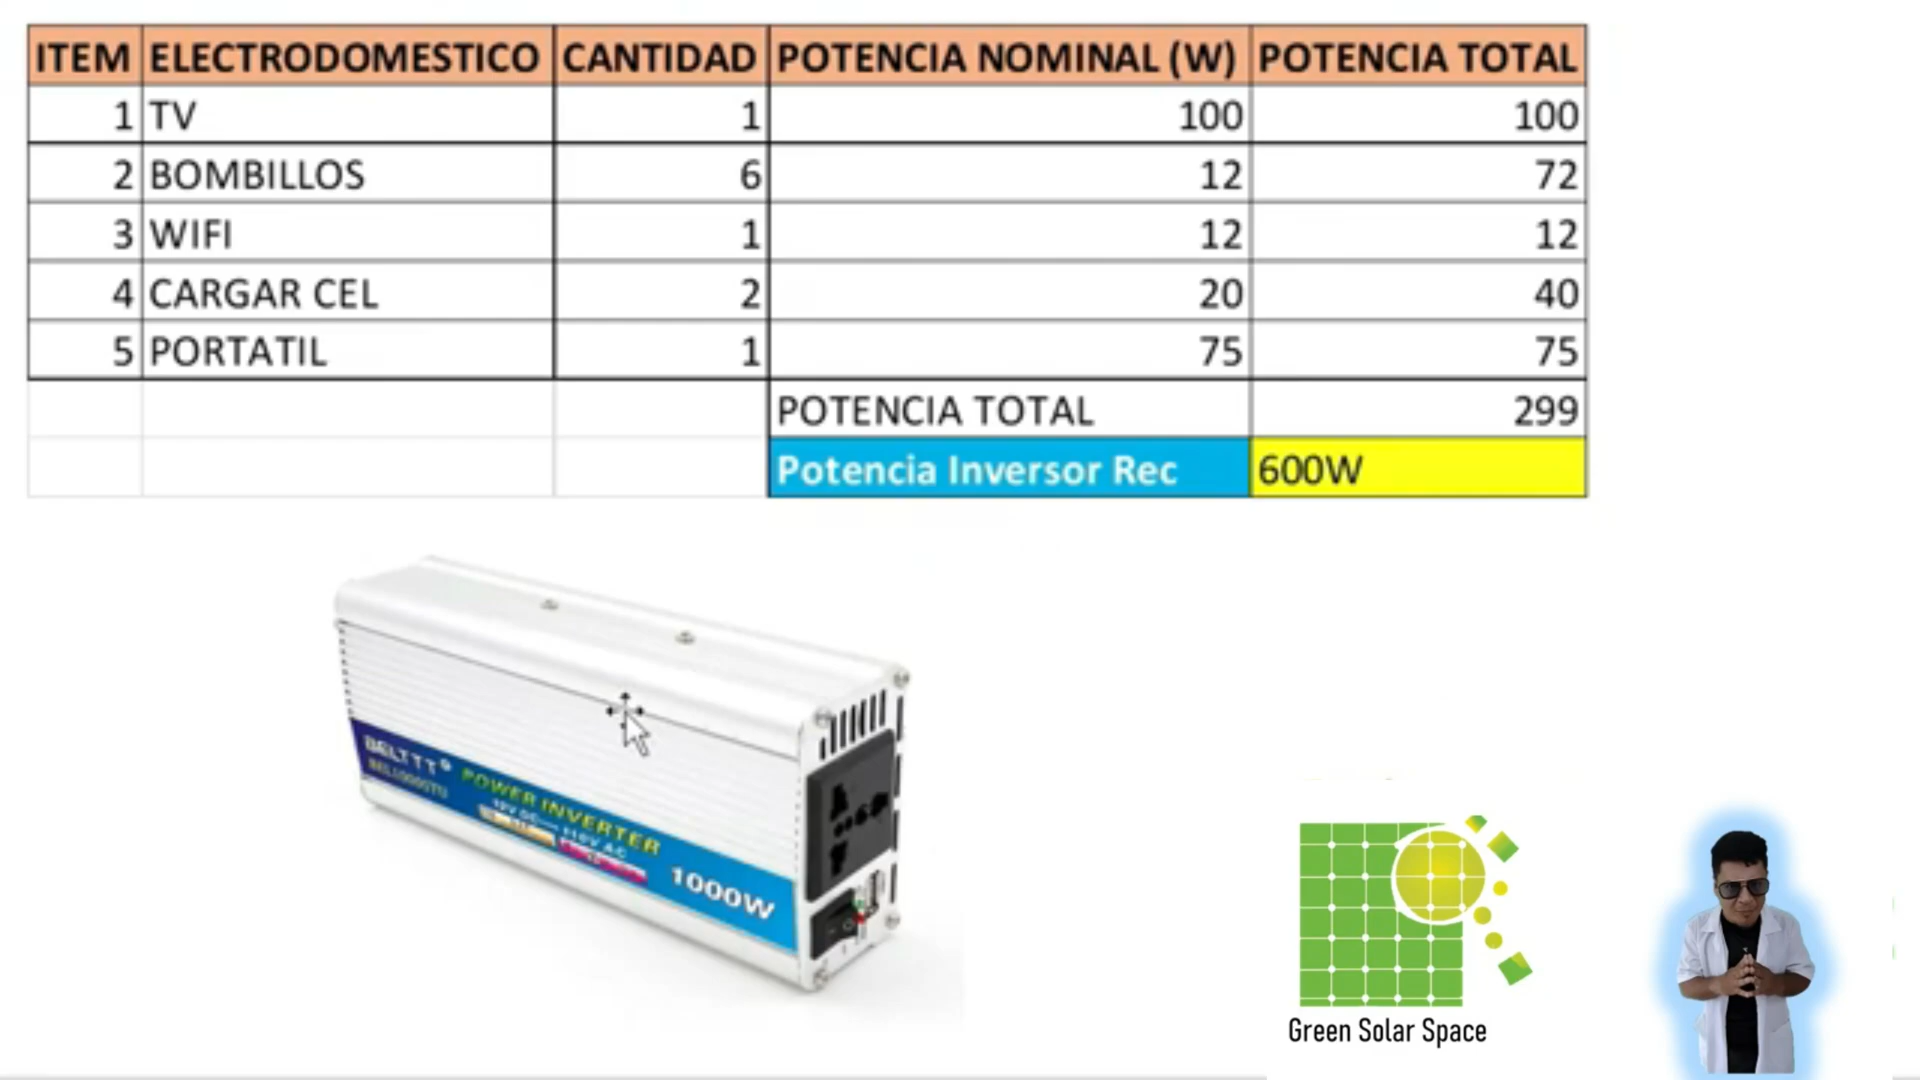 ITEM ELECTRODOMESTICO CANTIDAD POTENCIA NOMINAL (W) POTENCIA TOTAL
1 TV 1 100 100
2 BOMBILLOS 6 12 72
3 WIFI 1 12 12
4 CARGAR CEL 2 20 40
5 PORTATIL 1 75 75
POTENCIA TOTAL 299
Potencia Inversor Rec 600W
BELTTT®
POWER INVERTER
1000W
Green Solar Space